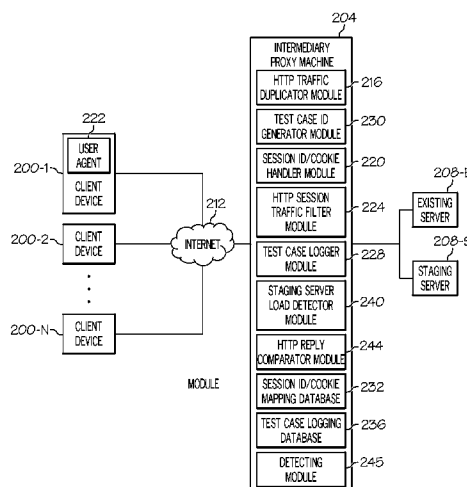 204
INTERMEDIARY
PROXY MACHINE
HTTP TRAFFIC
DUPLICATOR MODULE
216
TEST CASE ID
GENERATOR MODULE
230
SESSION ID/COOKIE
HANDLER MODULE
220
HTTP SESSION
TRAFFIC FILTER
MODULE
224
TEST CASE LOGGER
MODULE
228
STAGING SERVER
LOAD DETECTOR
MODULE
240
HTTP REPLY
COMPARATOR MODULE
244
SESSION ID/COOKIE
MAPPING DATABASE
232
TEST CASE LOGGING
DATABASE
236
DETECTING
MODULE
245
222
USER
AGENT
CLIENT
DEVICE
200-1
200-2
CLIENT
DEVICE
200-N
CLIENT
DEVICE
212
INTERNET
MODULE
208-E
EXISTING
SERVER
208-S
STAGING
SERVER